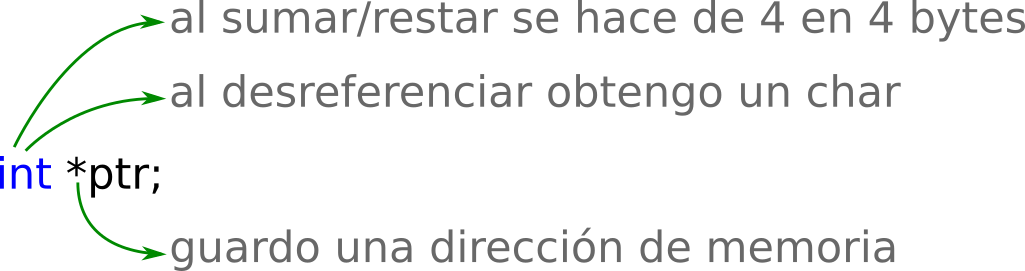 al sumar/restar se hace de 4 en 4 bytes
al desreferenciar obtengo un char
int *ptr;
guardo una dirección de memoria